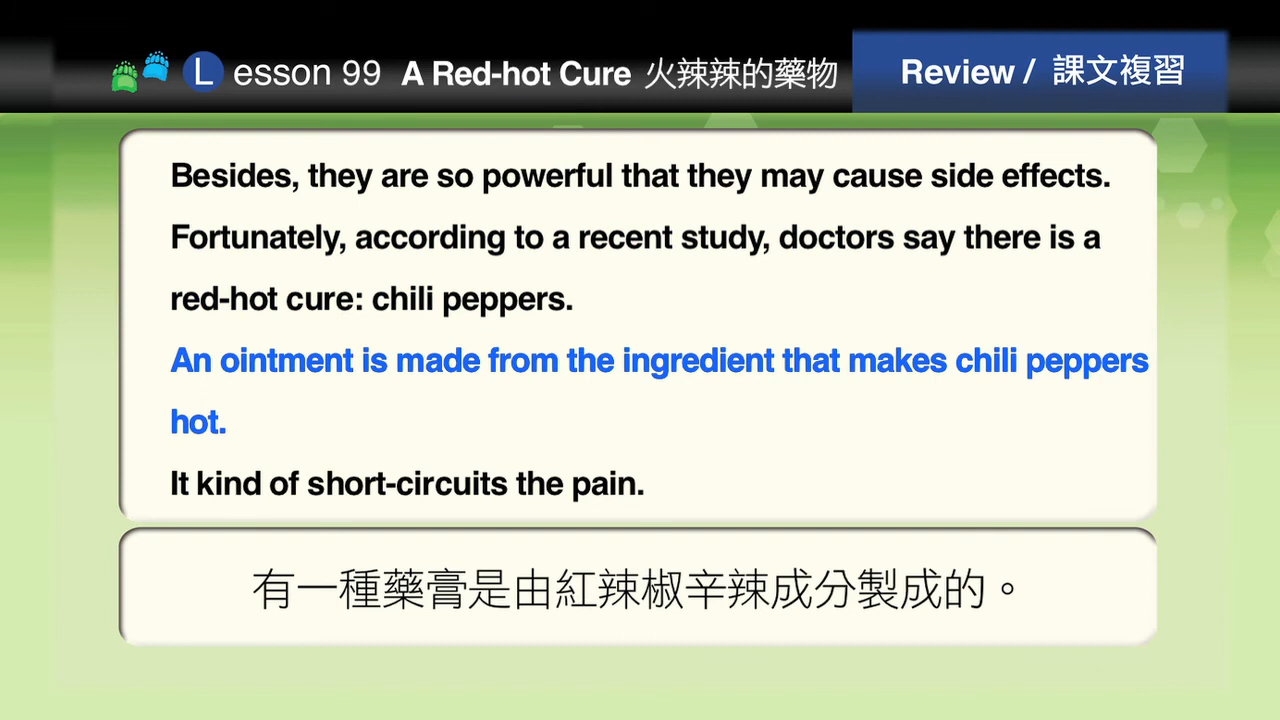 Lesson 99 A Red-hot Cure 火辣辣的藥物 Review / 課文複習
Besides, they are so powerful that they may cause side effects.
Fortunately, according to a recent study, doctors say there is a
red-hot cure: chili peppers.
An ointment is made from the ingredient that makes chili peppers
hot.
It kind of short-circuits the pain.
有一種藥膏是由紅辣椒辛辣成分製成的。